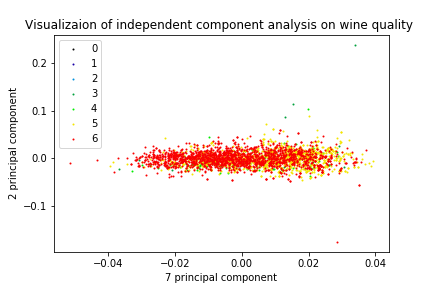 Visualizaion of independent component analysis on wine quality
0
1
2
3
4
5
6
0.2
0.1
0.0
−0.1
2 principal component
−0.04 −0.02 0.00 0.02 0.04
7 principal component